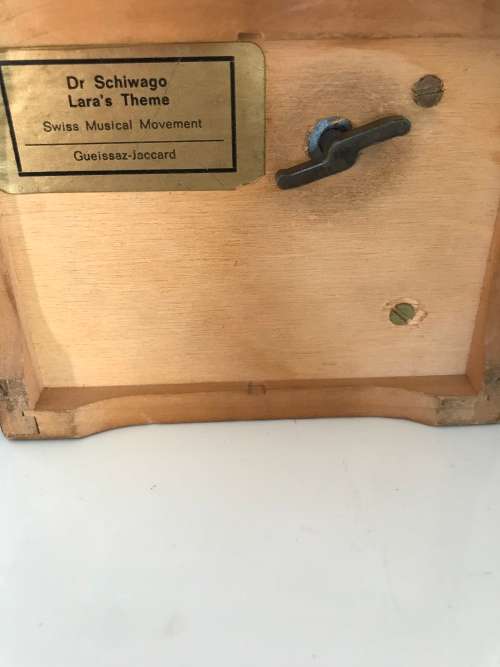 Dr Schiwago
Lara's Theme
Swiss Musical Movement
Gueissaz-Jaccard